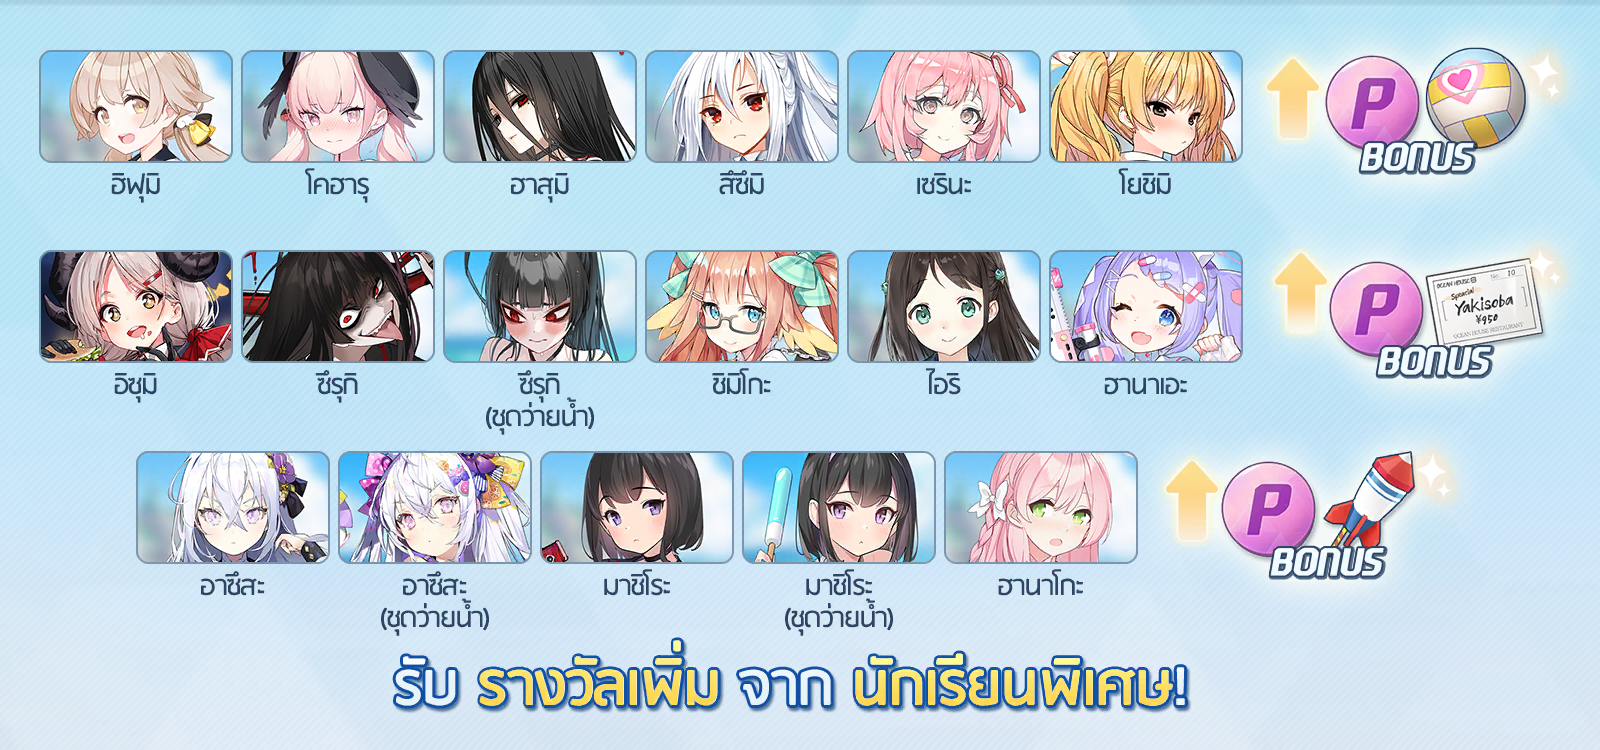 ฮิฟุมิ
โคฮารุ
ฮาสุมิ
สึซึมิ
เซรินะ
โยชิมิ
P
BONUS
อิซุมิ
ซึรุกิ
ซึรุกิ
(ชุดว่ายน้ำ)
ชิมิโกะ
ไอริ
ฮานาเอะ
P
OCEAN HOUSE
No. 10
Special
Yakisoba
¥950
OCEAN HOUSE RESTAURANT
BONUS
อาซึสะ
อาซึสะ
(ชุดว่ายน้ำ)
มาชิโระ
มาชิโระ
(ชุดว่ายน้ำ)
ฮานาโกะ
P
BONUS
รับ รางวัลเพิ่ม จาก นักเรียนพิเศษ!